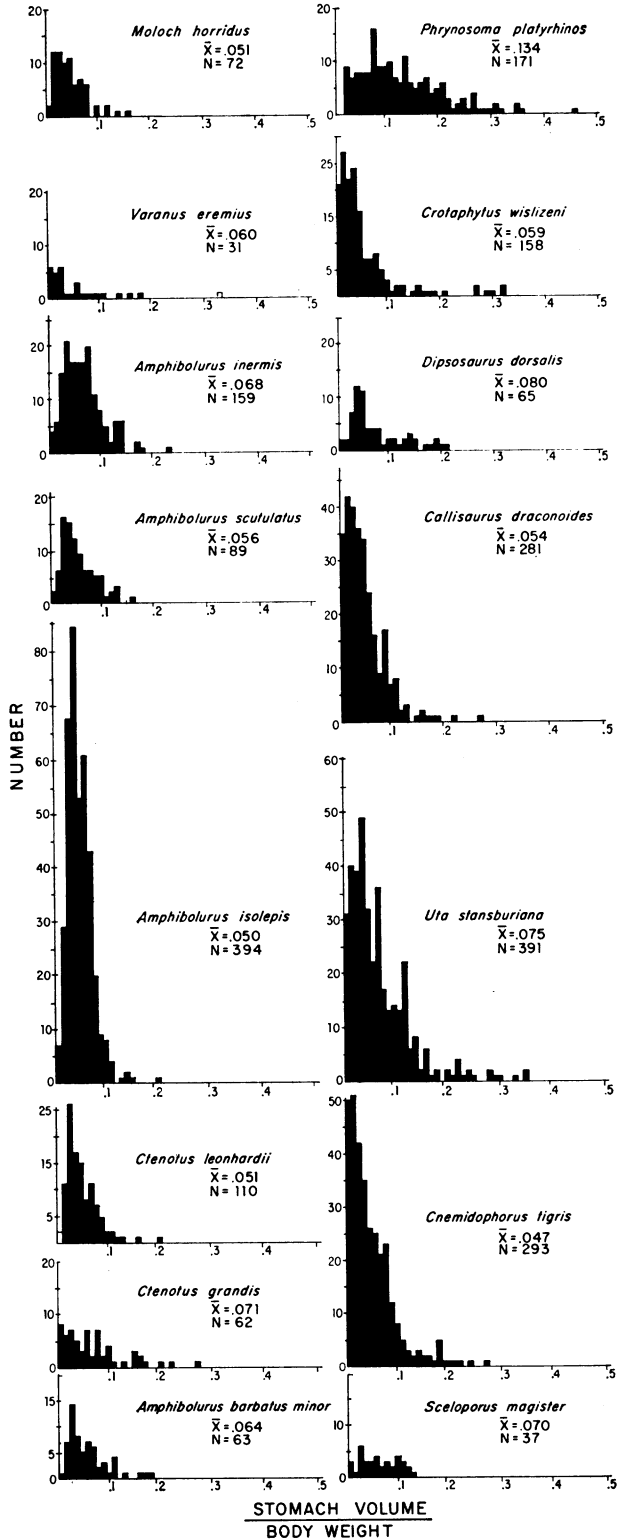 Moloch horridus
X̄ = .051
N = 72
20
10
0
.1 .2 .3 .4 .5
Phrynosoma platyrhinos
X̄ = .134
N = 171
20
10
0
.1 .2 .3 .4 .5
Varanus eremius
X̄ = .060
N = 31
20
10
0
.1 .2 .3 .4 .5
Crotaphytus wislizeni
X̄ = .059
N = 158
25
15
5
.1 .2 .3 .4 .5
Amphibolurus inermis
X̄ = .068
N = 159
20
10
0
.1 .2 .3 .4 .5
Dipsosaurus dorsalis
X̄ = .080
N = 65
20
10
0
.1 .2 .3 .4 .5
Amphibolurus scutulatus
X̄ = .056
N = 89
20
10
0
.1 .2 .3 .4 .5
Callisaurus draconoides
X̄ = .054
N = 281
40
30
20
10
0
.1 .2 .3 .4 .5
NUMBER
Amphibolurus isolepis
X̄ = .050
N = 394
80
70
60
50
40
30
20
10
0
.1 .2 .3 .4 .5
Uta stansburiana
X̄ = .075
N = 391
60
50
40
30
20
10
0
.1 .2 .3 .4 .5
Ctenotus leonhardii
X̄ = .051
N = 110
25
15
5
.1 .2 .3 .4 .5
Cnemidophorus tigris
X̄ = .047
N = 293
50
40
30
20
10
0
.1 .2 .3 .4 .5
Ctenotus grandis
X̄ = .071
N = 62
20
10
0
.1 .2 .3 .4 .5
Amphibolurus barbatus minor
X̄ = .064
N = 63
15
5
0
.1 .2 .3 .4 .5
Sceloporus magister
X̄ = .070
N = 37
10
0
.1 .2 .3 .4 .5
STOMACH VOLUME
BODY WEIGHT